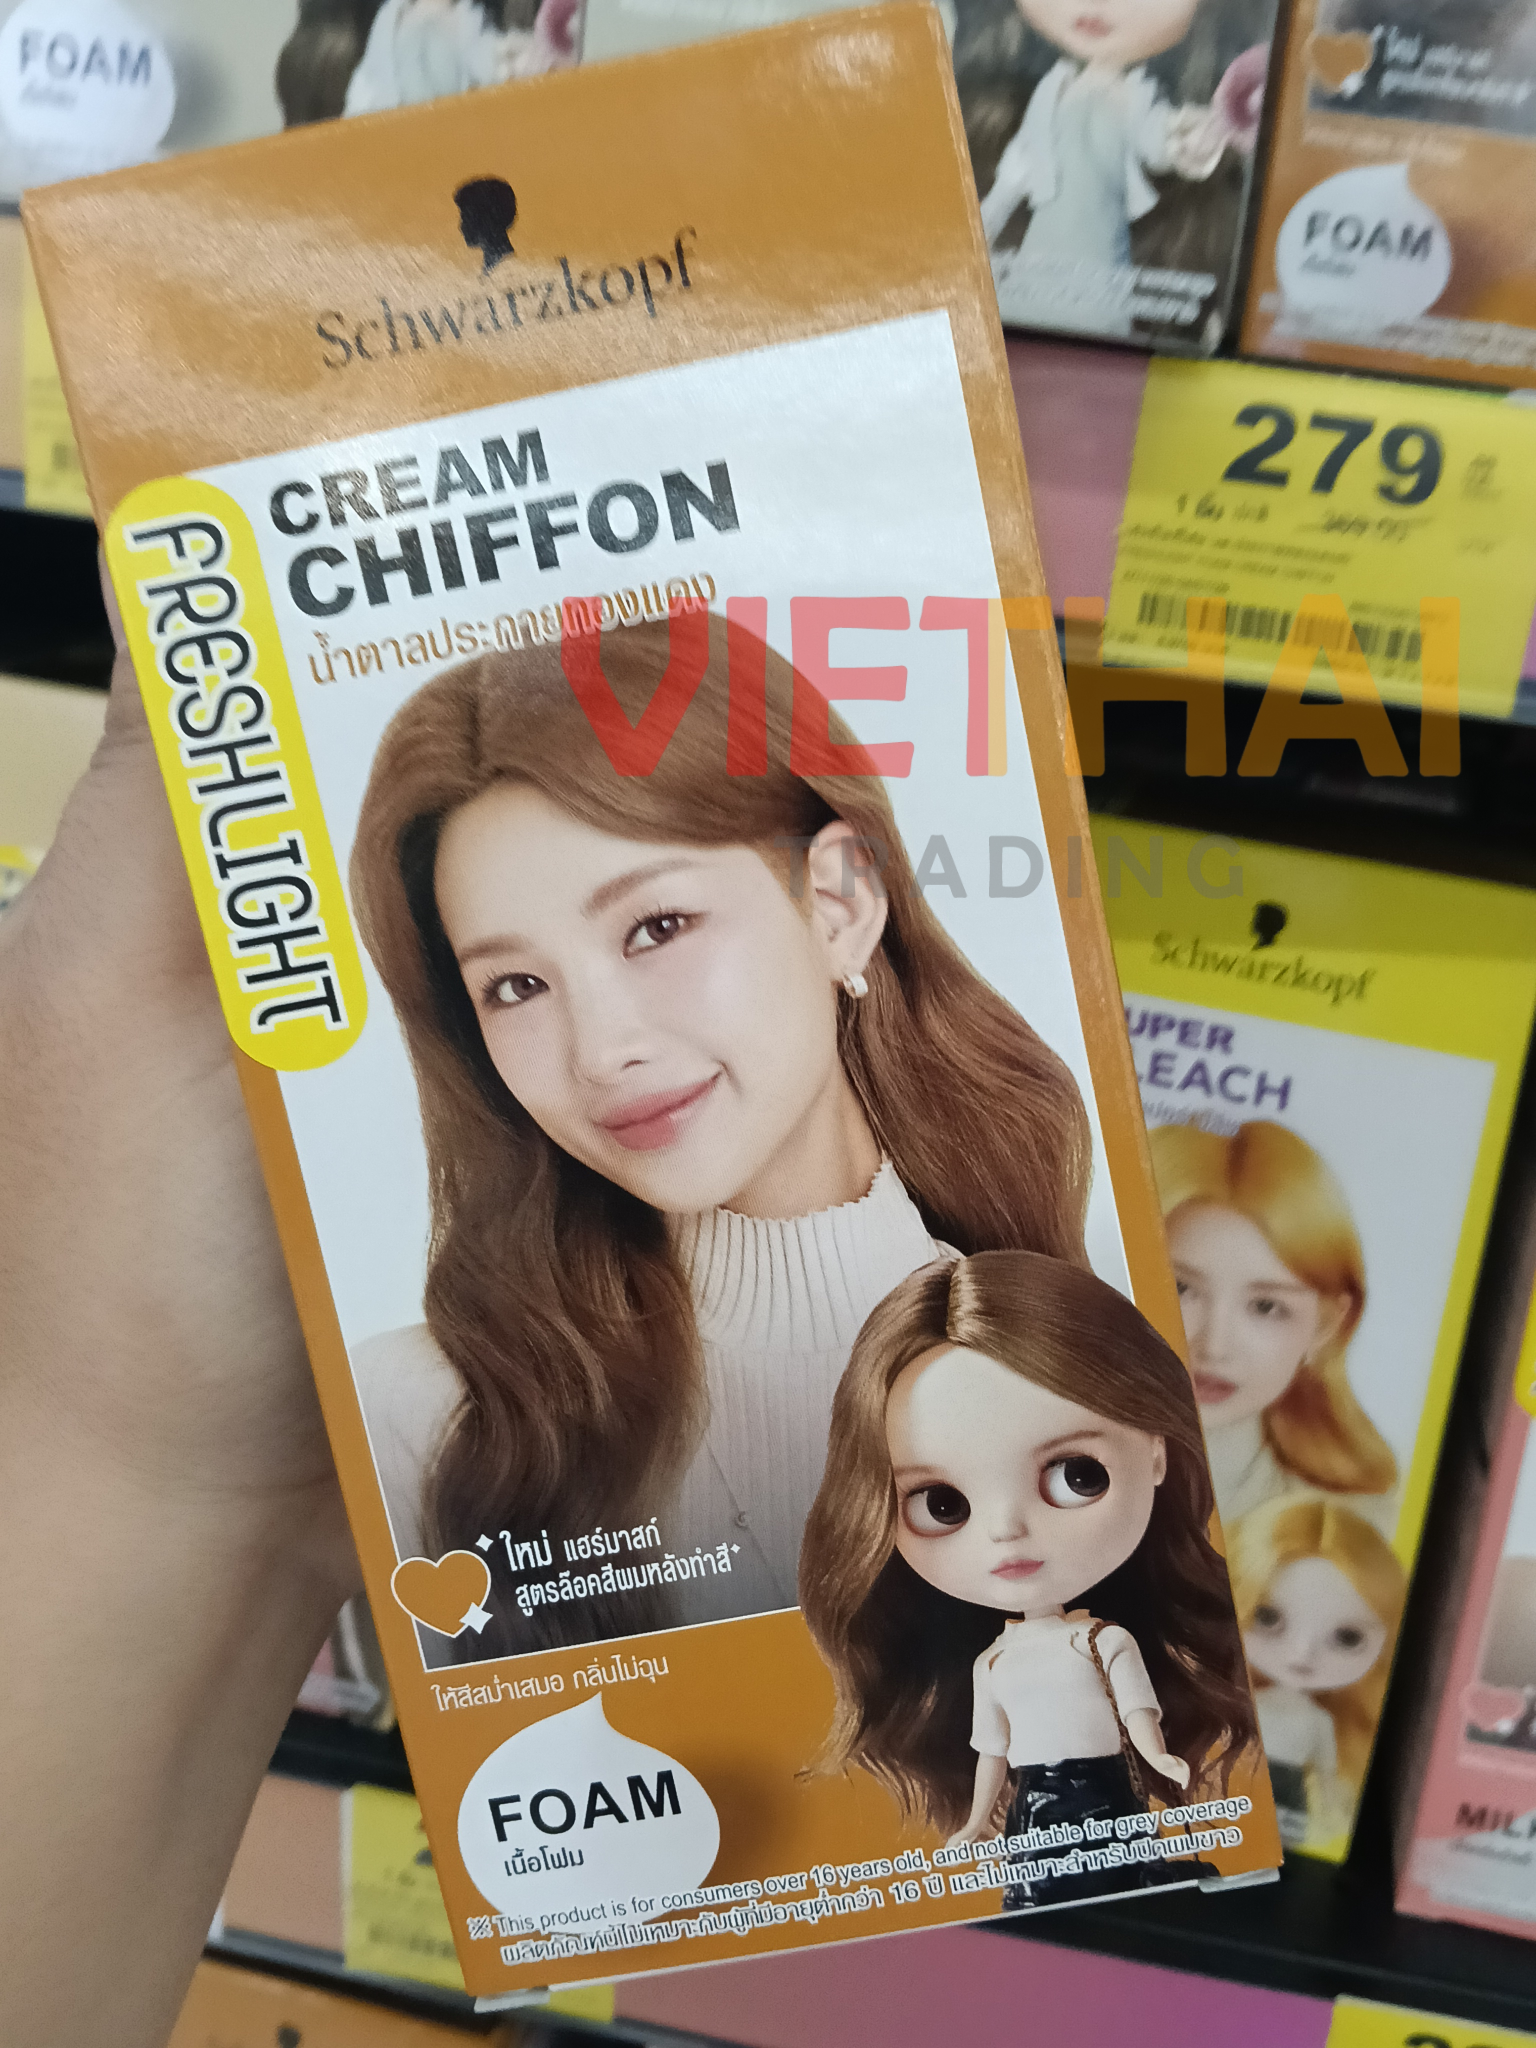 FOAM
FOAM
Schwarzkopf
CREAM
CHIFFON
น้ำตาลประกายทองแดง
FRESHLIGHT
279
1 ชิ้น
VIETHAI
TRADING
Schwarzkopf
UPER
LEACH
ใหม่ แฮร์มาสก์
สูตรล๊อคสีผมหลังทำสี
ให้สีสม่ำเสมอ กลิ่นไม่ฉุน
FOAM
เนื้อโฟม
※ This product is for consumers over 16 years old, and not suitable for grey coverage
ผลิตภัณฑ์นี้ไม่เหมาะกับผู้ที่มีอายุต่ำกว่า 16 ปี และไม่เหมาะสำหรับปิดผมขาว